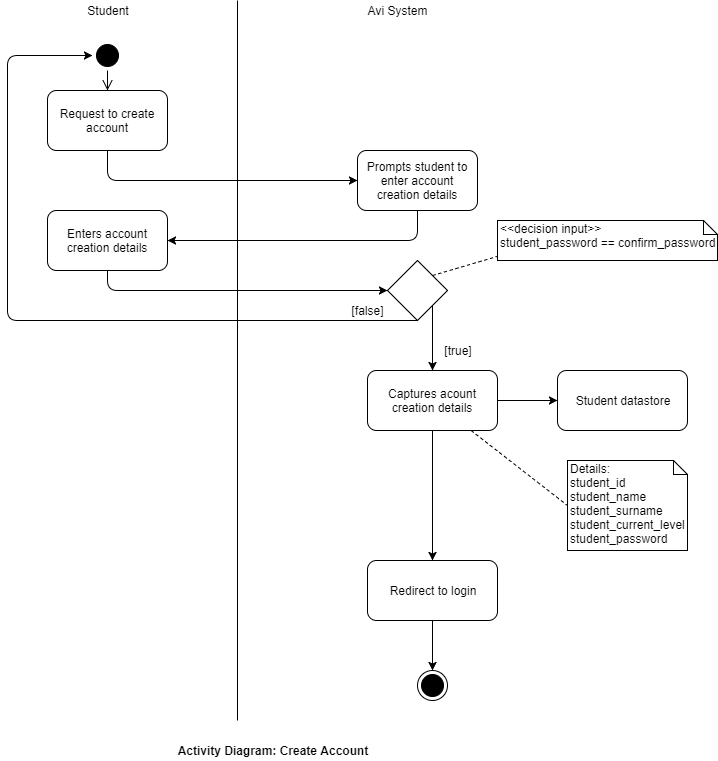 Student
Avi System
Request to create
account
Prompts student to
enter account
creation details
Enters account
creation details
<<decision input>>
student_password == confirm_password
[false]
[true]
Captures acount
creation details
Student datastore
Details:
student_id
student_name
student_surname
student_current_level
student_password
Redirect to login
Activity Diagram: Create Account